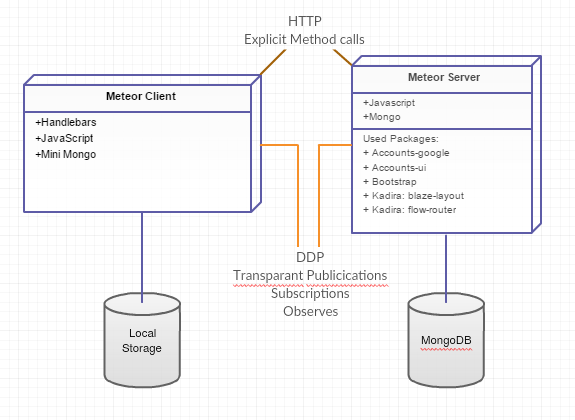 HTTP
Explicit Method calls
Meteor Client
+Handlebars
+JavaScript
+Mini Mongo
Meteor Server
+Javascript
+Mongo
Used Packages:
+ Accounts-google
+ Accounts-ui
+ Bootstrap
+ Kadira: blaze-layout
+ Kadira: flow-router
DDP
Transparant Publicications
Subscriptions
Observes
Local
Storage
MongoDB